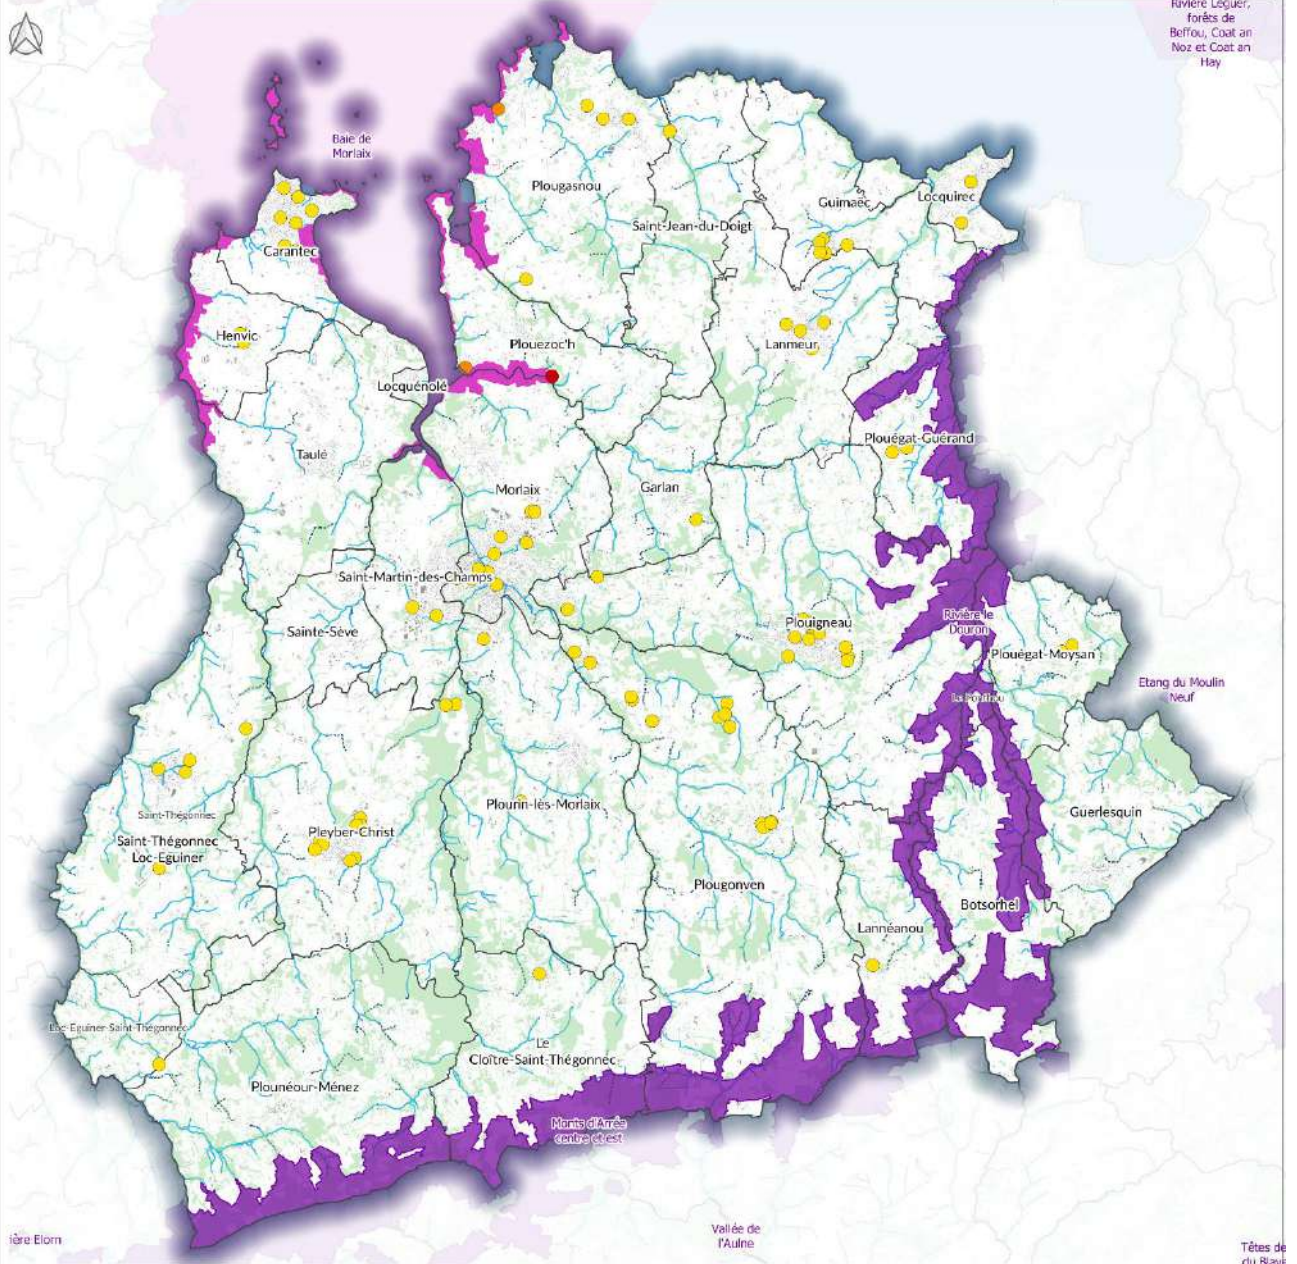 Rivière Léguer,
forêts de
Beffou, Coat an
Noz et Coat an
Hay
Baie de
Morlaix
Plougasnou
Saint-Jean-du-Doigt
Guimaëc
Locquirec
Carantec
Henvic
Plouezoc'h
Lanmeur
Locquénolé
Plouégat-Guérand
Taulé
Morlaix
Garlan
Saint-Martin-des-Champs
Sainte-Sève
Plouigneau
Rivière le
Douron
Plouégat-Moysan
Etang du Moulin
Neuf
Le Ponthou
Plourin-lès-Morlaix
Guerlesquin
Saint-Thégonnec
Pleyber-Christ
Saint-Thégonnec
Loc-Eguiner
Plougonven
Botsorhel
Lannéanou
Loc-Eguiner-Saint-Thégonnec
Le
Cloître-Saint-Thégonnec
Plounéour-Ménez
Monts d'Arrée
centre et est
Vallée de
l'Aulne
ière Elorn
Têtes de
du Blave